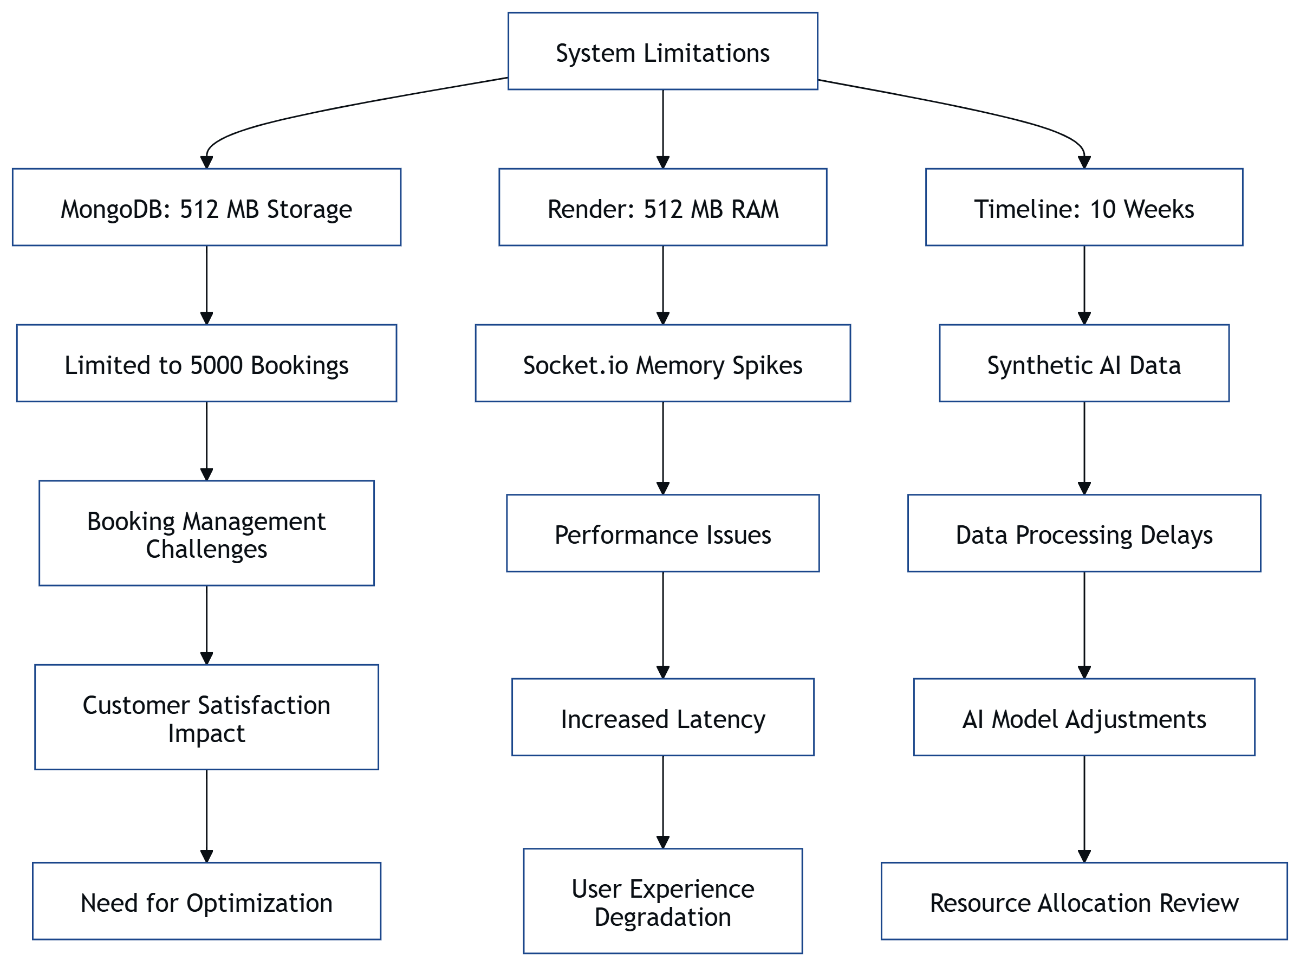 System Limitations
MongoDB: 512 MB Storage
Render: 512 MB RAM
Timeline: 10 Weeks
Limited to 5000 Bookings
Socket.io Memory Spikes
Synthetic AI Data
Booking Management
Challenges
Performance Issues
Data Processing Delays
Customer Satisfaction
Impact
Increased Latency
AI Model Adjustments
Need for Optimization
User Experience
Degradation
Resource Allocation Review